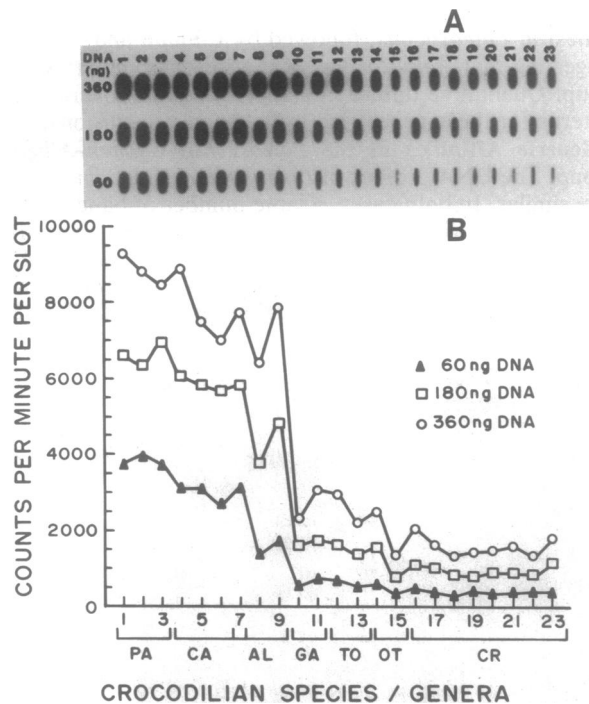 A
DNA (ng) 1 2 3 4 5 6 7 8 9 10 11 12 13 14 15 16 17 18 19 20 21 22 23
360
180
60
B
COUNTS PER MINUTE PER SLOT
10000
8000
6000
4000
2000
0
60ng DNA
180ng DNA
360ng DNA
1 3 5 7 9 11 13 15 17 19 21 23
PA CA AL GA TO OT CR
CROCODILIAN SPECIES / GENERA